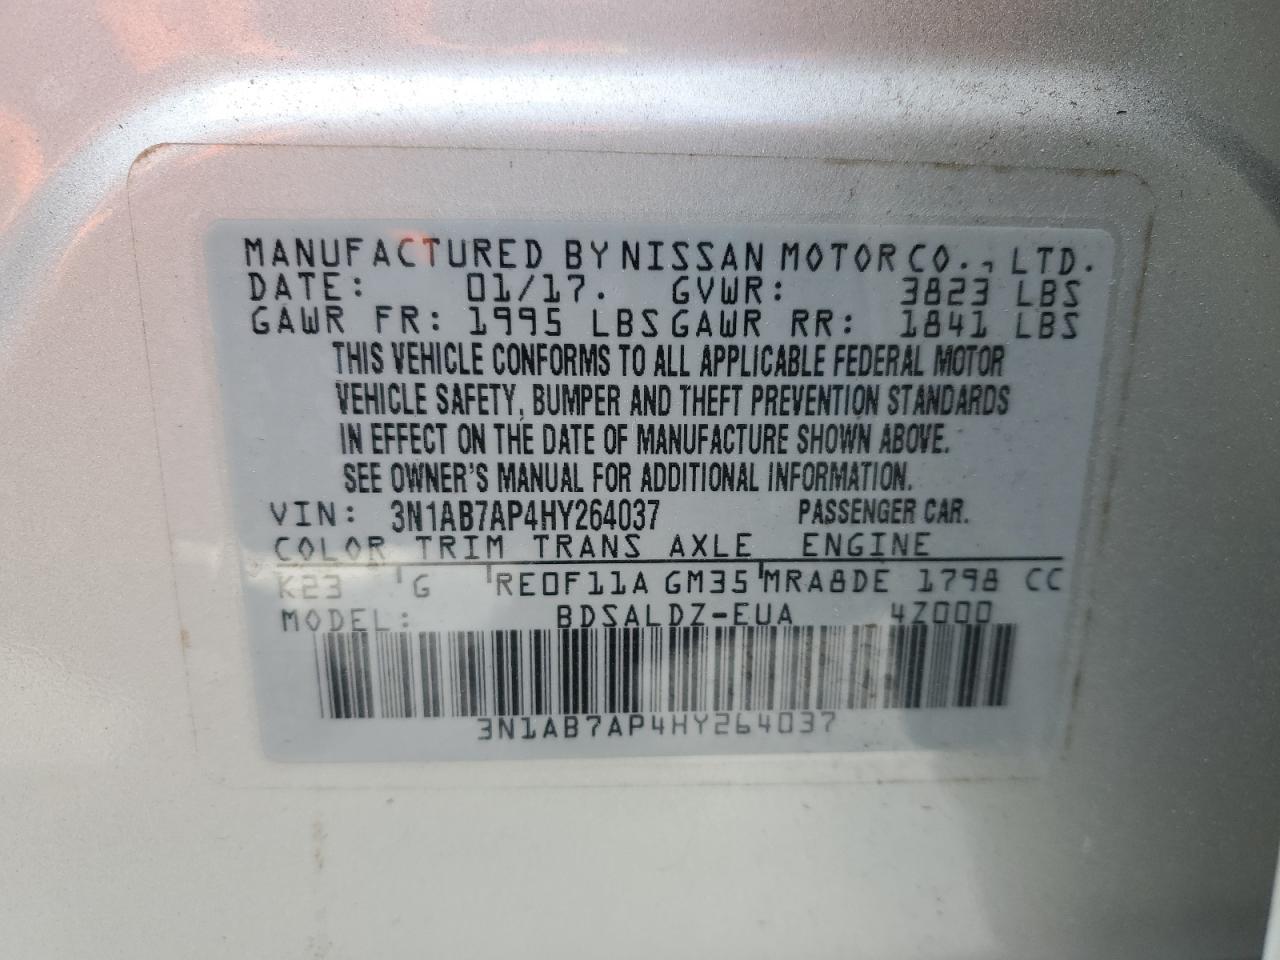 MANUFACTURED BY NISSAN MOTOR CO., LTD.
DATE: 01/17. GVWR: 3823 LBS
GAWR FR: 1995 LBS GAWR RR: 1841 LBS
THIS VEHICLE CONFORMS TO ALL APPLICABLE FEDERAL MOTOR
VEHICLE SAFETY, BUMPER AND THEFT PREVENTION STANDARDS
IN EFFECT ON THE DATE OF MANUFACTURE SHOWN ABOVE.
SEE OWNER'S MANUAL FOR ADDITIONAL INFORMATION.
VIN: 3N1AB7AP4HY264037 PASSENGER CAR.
COLOR TRIM TRANS AXLE ENGINE
K23 G RE0F11A GM35 MRA8DE 1798 CC
MODEL: BDSALDZ-EUA 4Z000
3N1AB7AP4HY264037